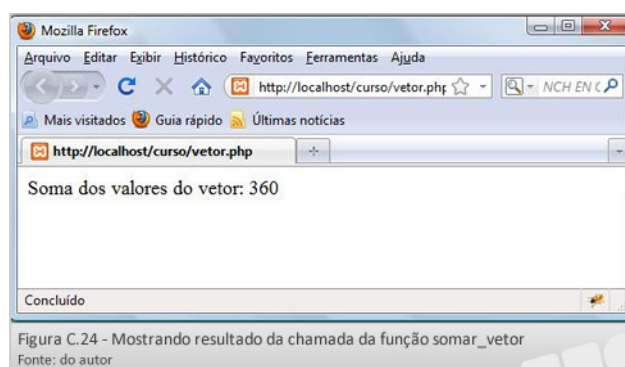 Mozilla Firefox
Arquivo Editar Exibir Histórico Favoritos Ferramentas Ajuda
http://localhost/curso/vetor.php NCH EN
Mais visitados Guia rápido Últimas notícias
http://localhost/curso/vetor.php
Soma dos valores do vetor: 360
Concluído
Figura C.24 - Mostrando resultado da chamada da função somar_vetor
Fonte: do autor